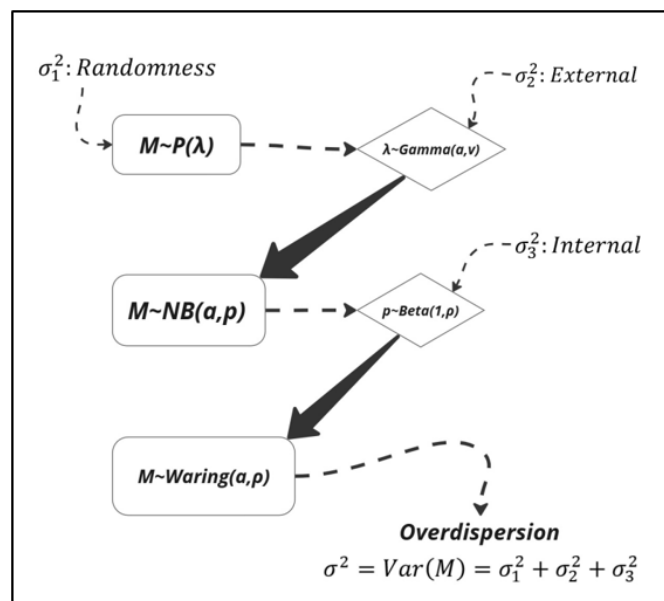 σ₁²: Randomness
σ₂²: External
M~P(λ)
λ~Gamma(a,v)
σ₃²: Internal
M~NB(a,p)
p~Beta(1,ρ)
M~Waring(a,ρ)
Overdispersion
σ² = Var(M) = σ₁² + σ₂² + σ₃²